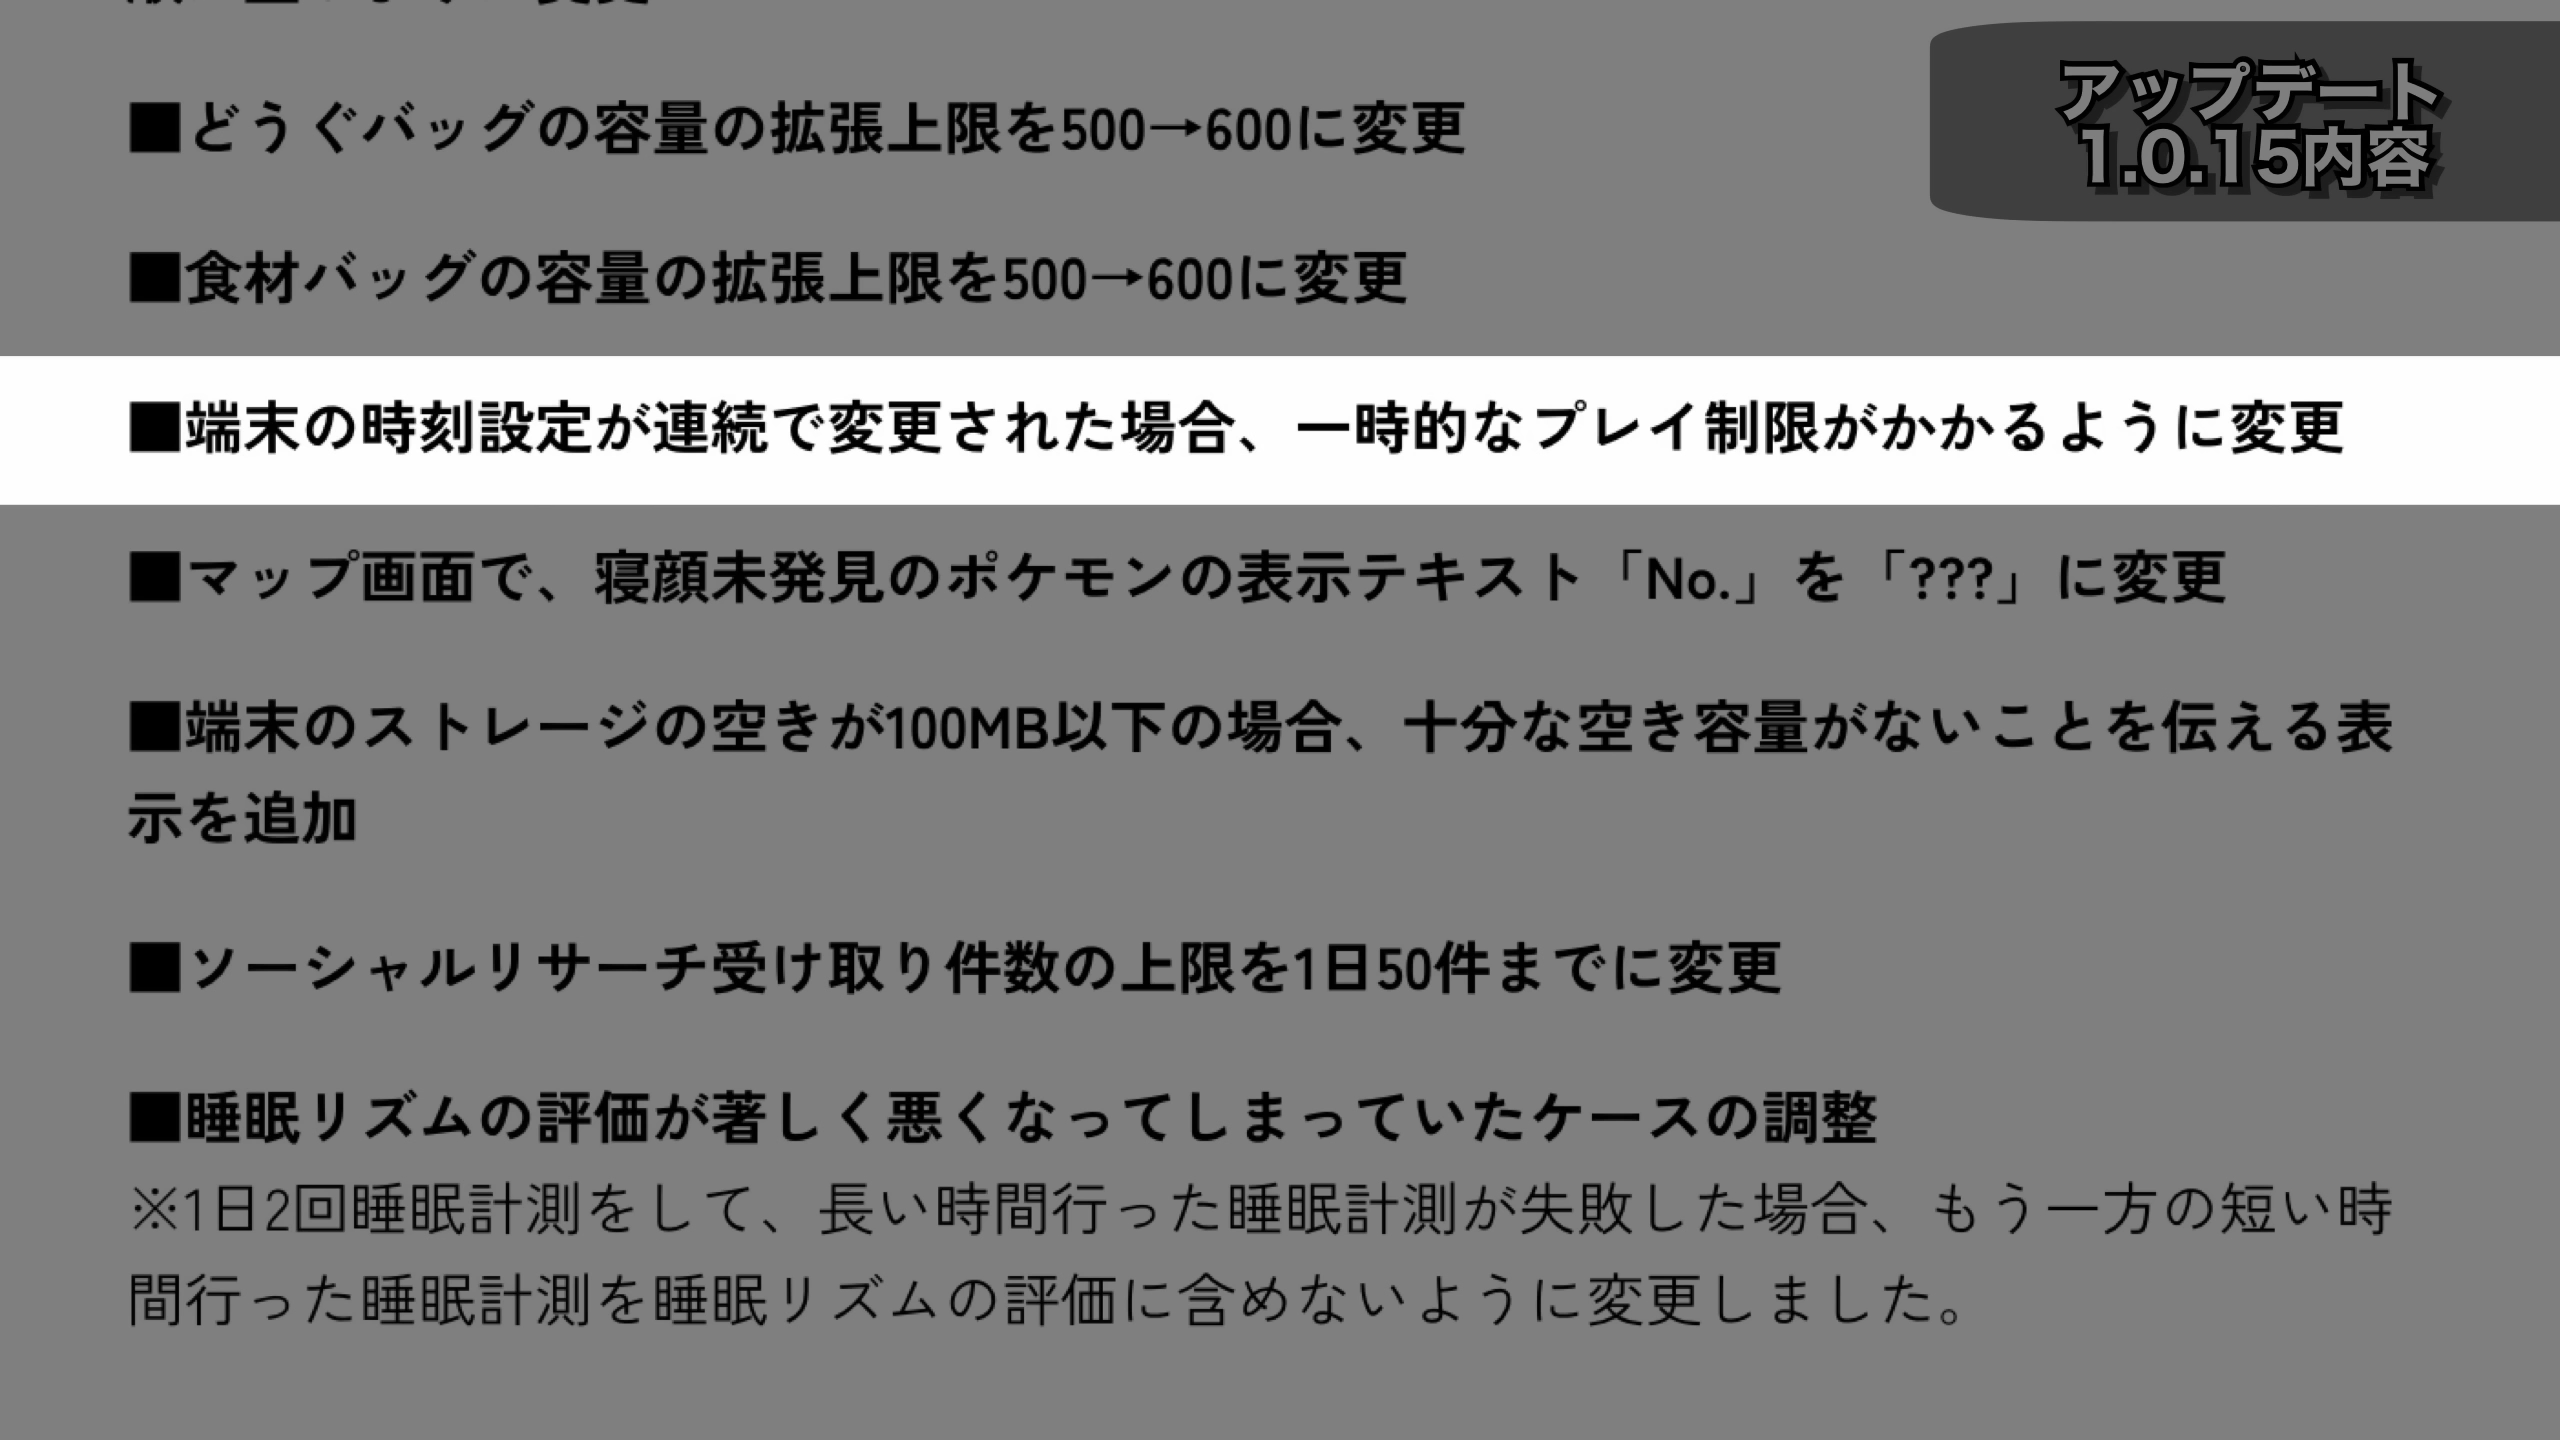 アップデート
1.0.15内容
■どうぐバッグの容量の拡張上限を500→600に変更
■食材バッグの容量の拡張上限を500→600に変更
■端末の時刻設定が連続で変更された場合、一時的なプレイ制限がかかるように変更
■マップ画面で、寝顔未発見のポケモンの表示テキスト「No.」を「???」に変更
■端末のストレージの空きが100MB以下の場合、十分な空き容量がないことを伝える表
示を追加
■ソーシャルリサーチ受け取り件数の上限を1日50件までに変更
■睡眠リズムの評価が著しく悪くなってしまっていたケースの調整
※1日2回睡眠計測をして、長い時間行った睡眠計測が失敗した場合、もう一方の短い時
間行った睡眠計測を睡眠リズムの評価に含めないように変更しました。